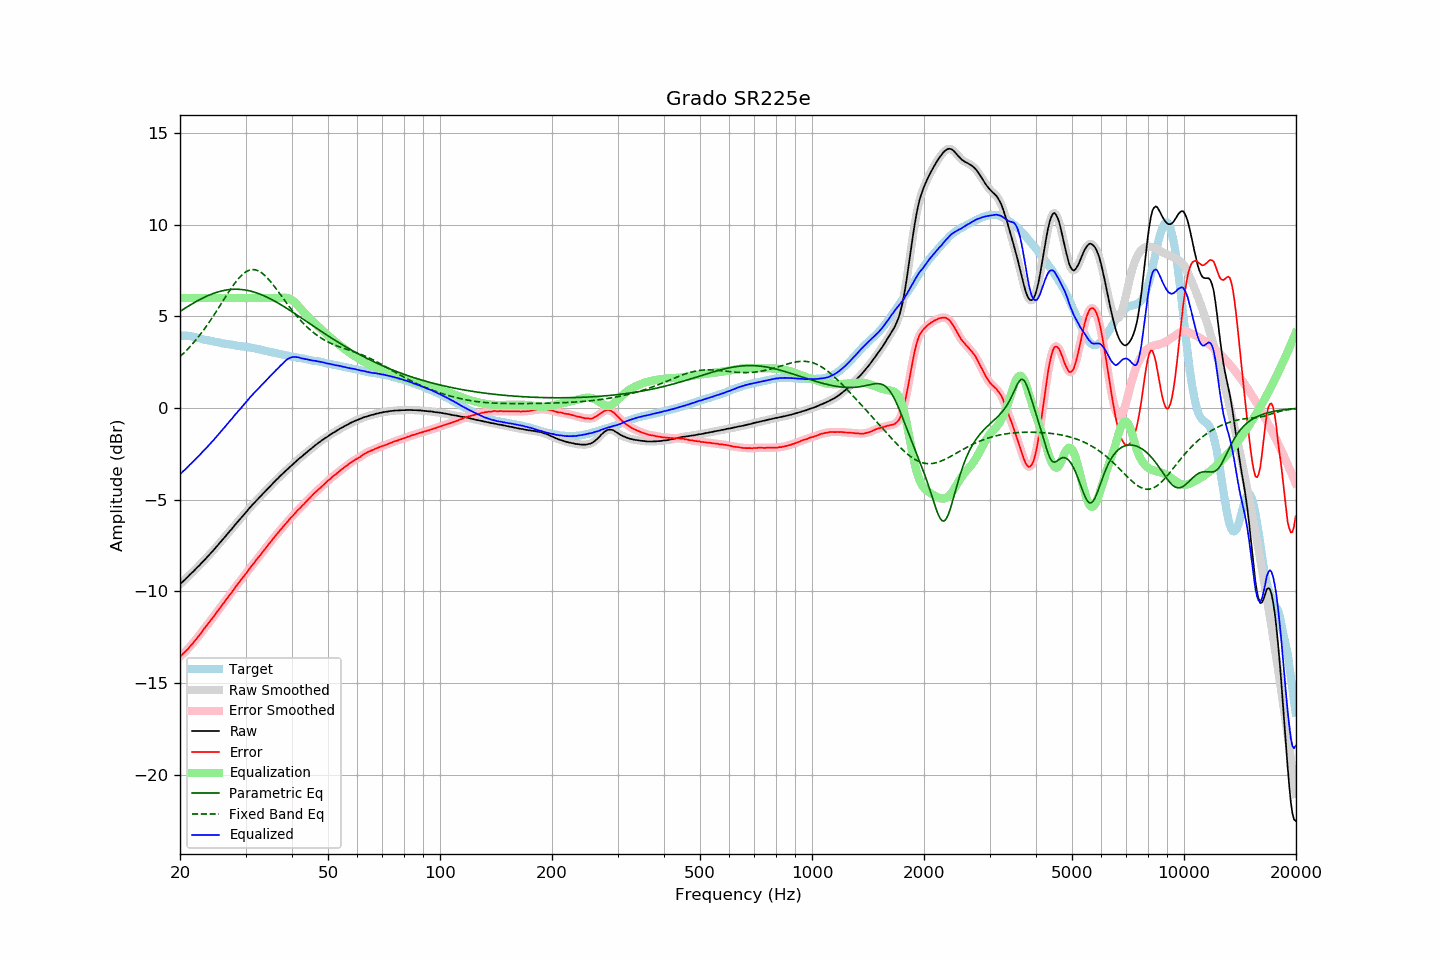 Grado SR225e
15
10
5
0
−5
−10
−15
−20
Amplitude (dBr)
Target
Raw Smoothed
Error Smoothed
Raw
Error
Equalization
Parametric Eq
Fixed Band Eq
Equalized
20 50 100 200 500 1000 2000 5000 10000 20000
Frequency (Hz)